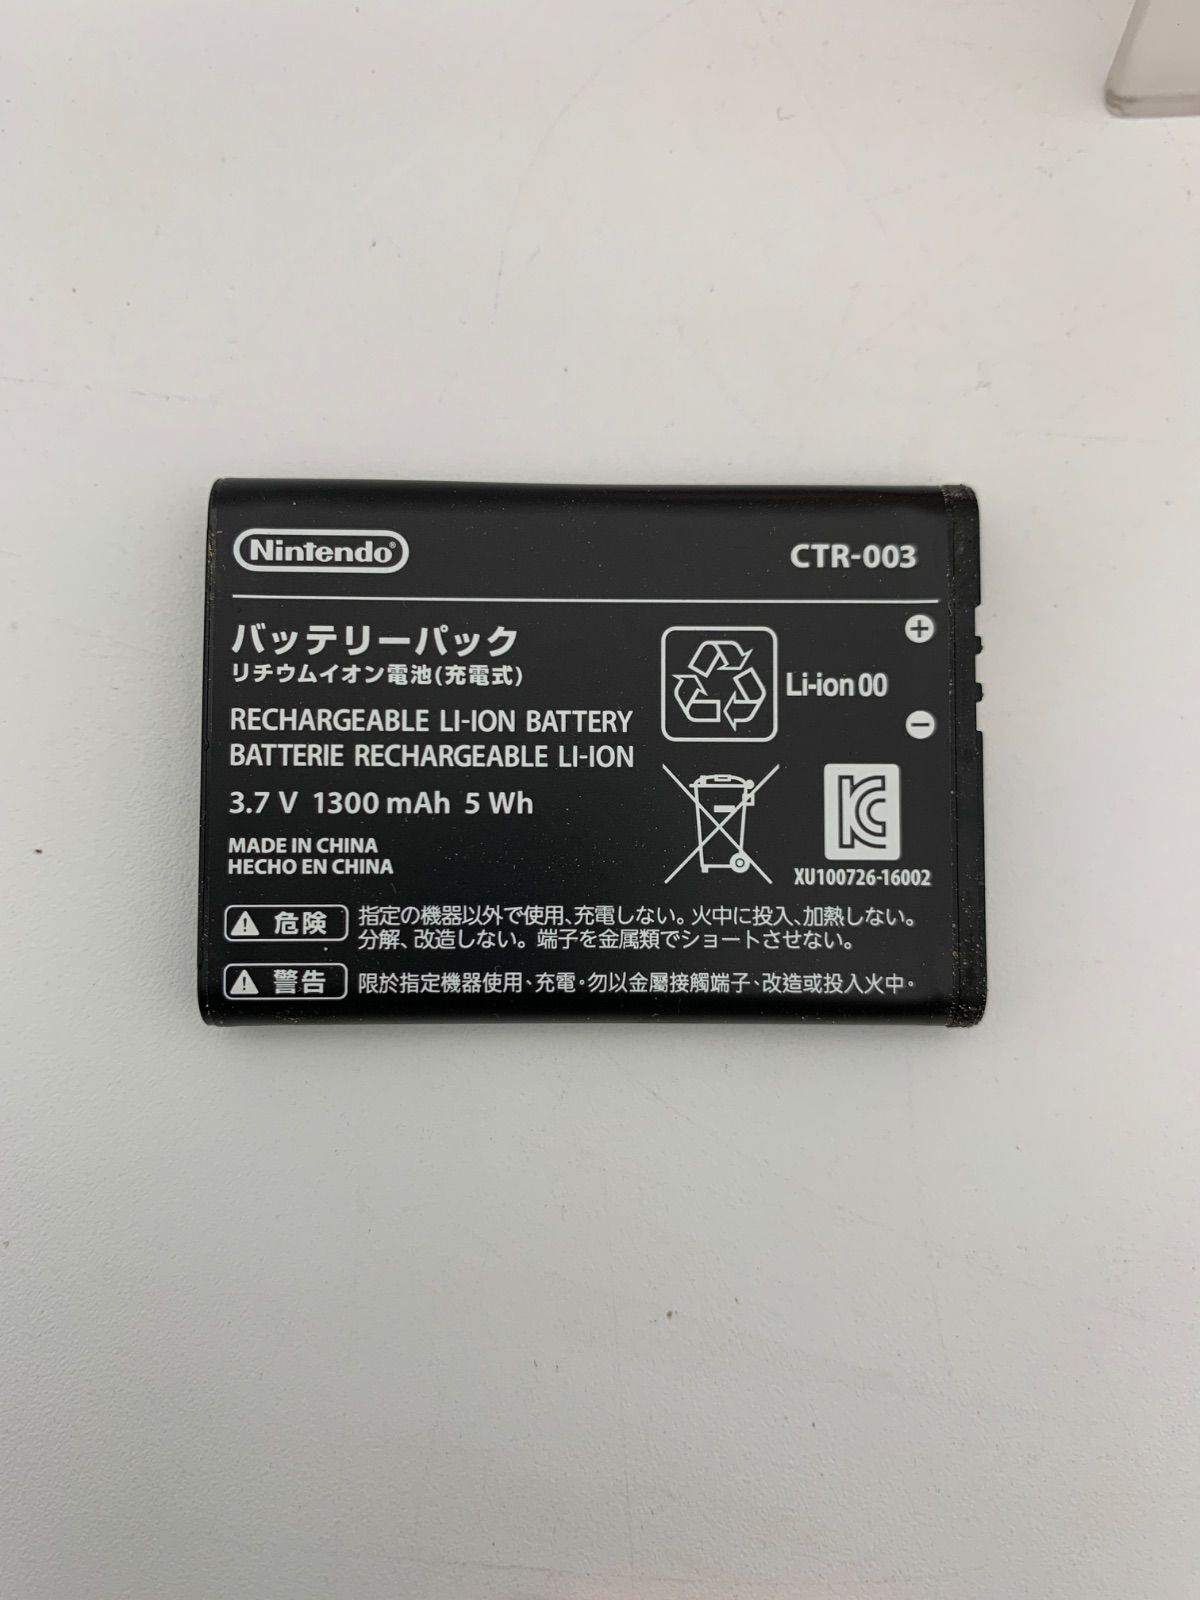 Nintendo®
CTR-003
バッテリーパック
リチウムイオン電池(充電式)
RECHARGEABLE LI-ION BATTERY
BATTERIE RECHARGEABLE LI-ION
3.7 V 1300 mAh 5 Wh
MADE IN CHINA
HECHO EN CHINA
+
Li-ion 00
−
XU100726-16002
危険
指定の機器以外で使用、充電しない。火中に投入、加熱しない。
分解、改造しない。端子を金属類でショートさせない。
警告
限於指定機器使用、充電。勿以金屬接觸端子、改造或投入火中。